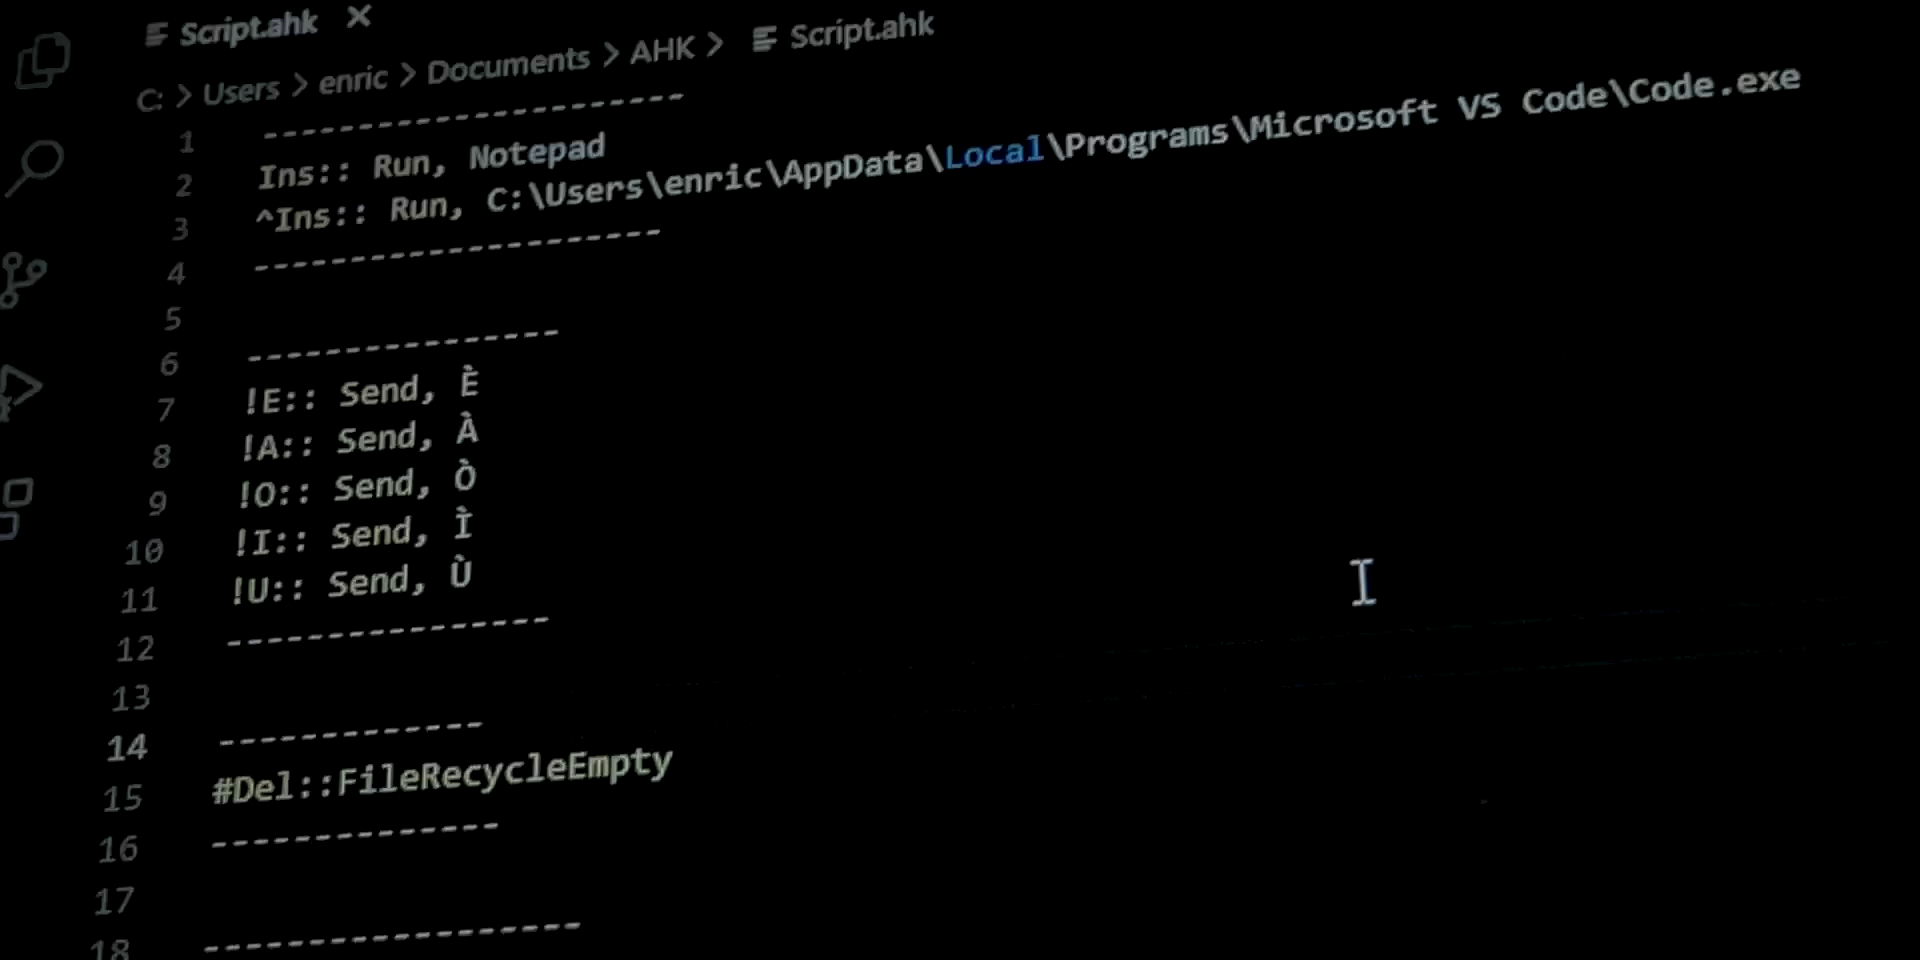 Script.ahk ×
C: > Users > enric > Documents > AHK > Script.ahk
1 ---------------------
2 Ins:: Run, Notepad
3 ^Ins:: Run, C:\Users\enric\AppData\Local\Programs\Microsoft VS Code\Code.exe
4 --------------------
5
6 ----------------
7 !E:: Send, È
8 !A:: Send, À
9 !O:: Send, Ò
10 !I:: Send, Ì
11 !U:: Send, Ù
12 ----------------
13
14 -------------
15 #Del::FileRecycleEmpty
16 --------------
17
18 ------------------